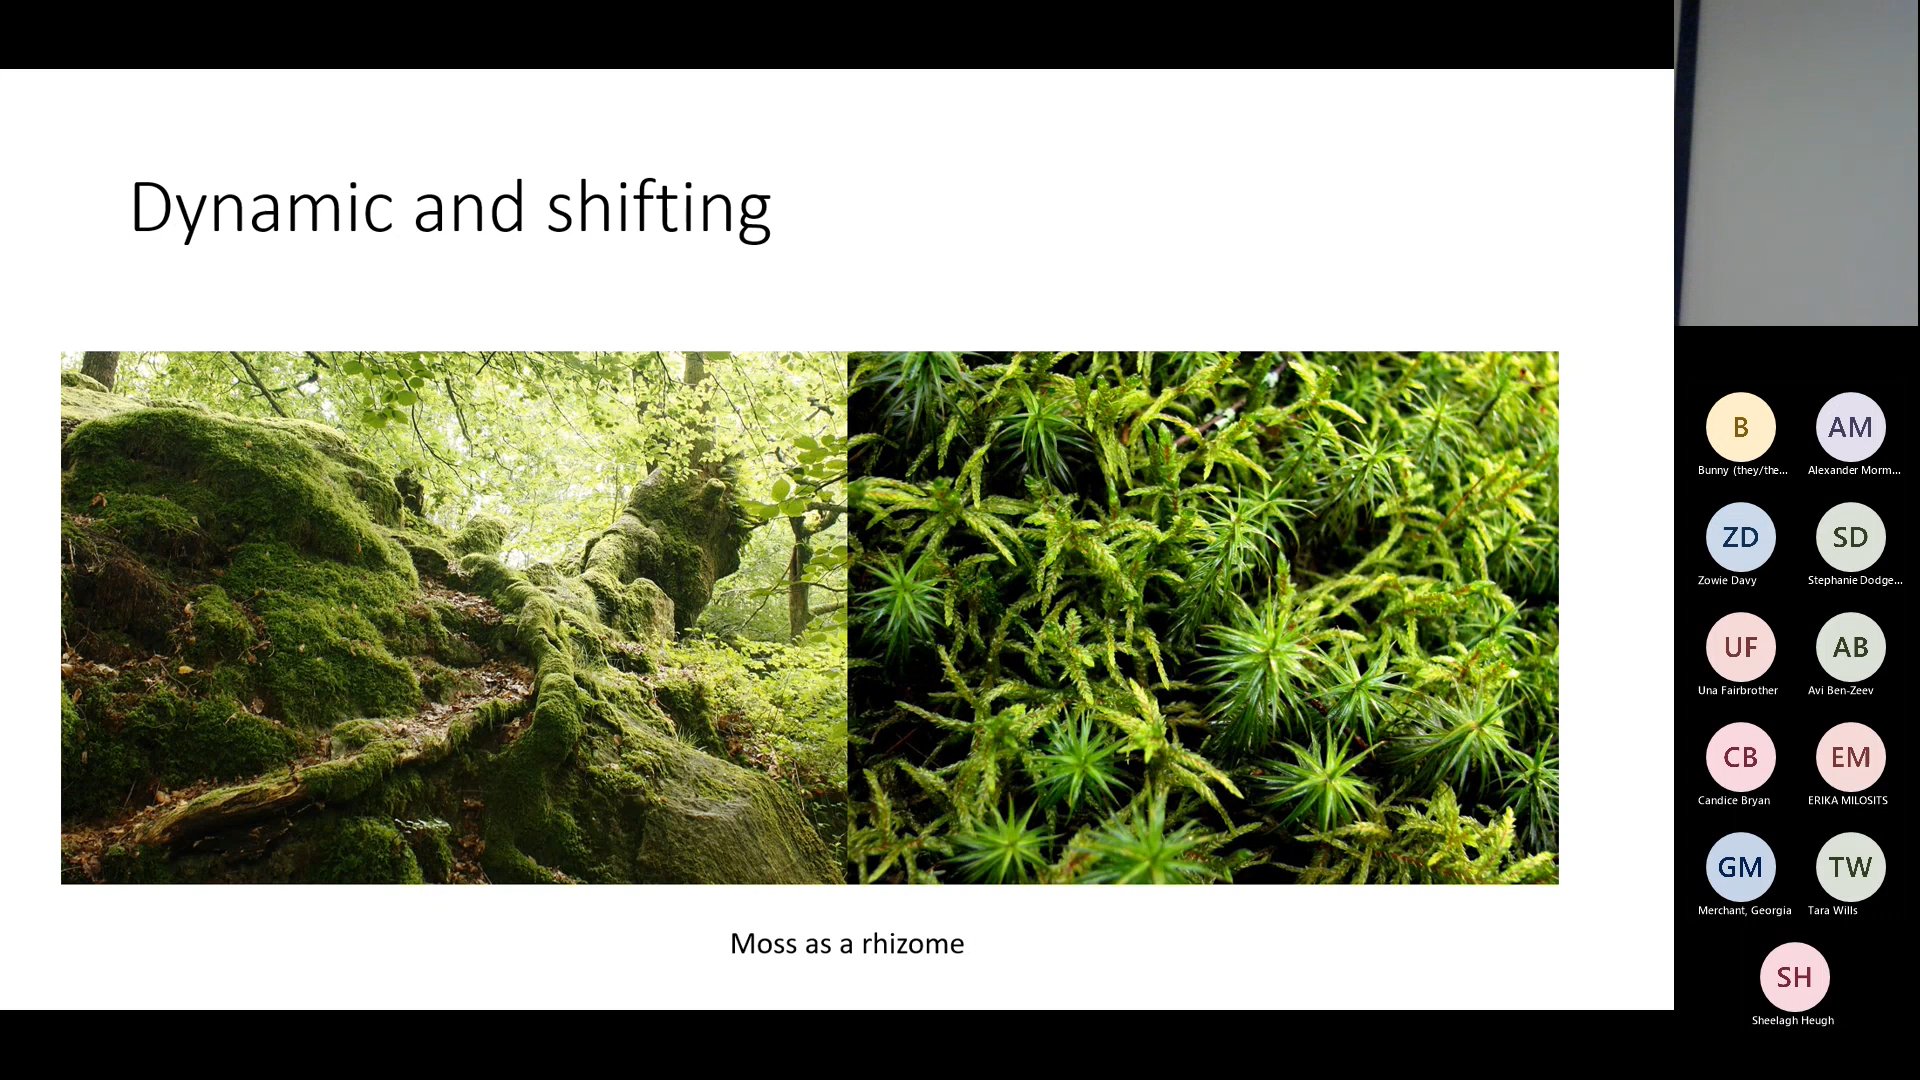 Dynamic and shifting
Moss as a rhizome
B
Bunny (they/the...
AM
Alexander Morm...
ZD
Zowie Davy
SD
Stephanie Dodge...
UF
Una Fairbrother
AB
Avi Ben-Zeev
CB
Candice Bryan
EM
ERIKA MILOSITS
GM
Merchant, Georgia
TW
Tara Wills
SH
Sheelagh Heugh